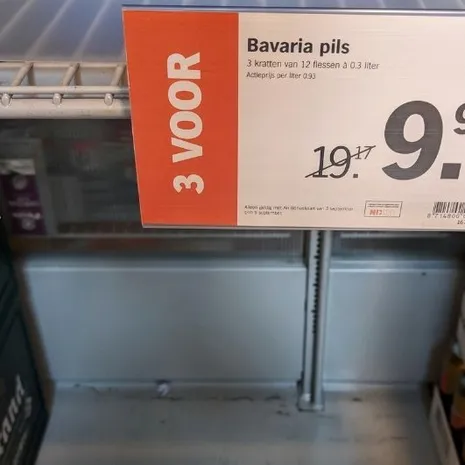 3 VOOR
Bavaria pils
3 kratten van 12 flessen à 0.3 liter
Actieprijs per liter 0.93
19.17
9.9